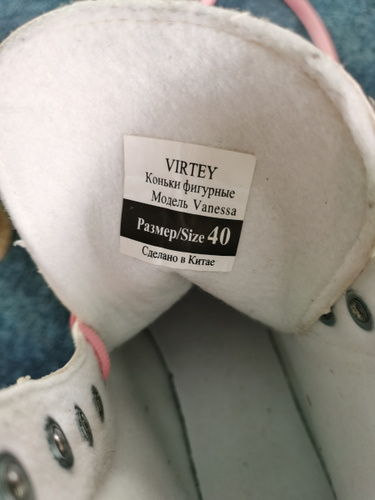 VIRTEY
Коньки фигурные
Модель Vanessa
Размер/Size 40
Сделано в Китае